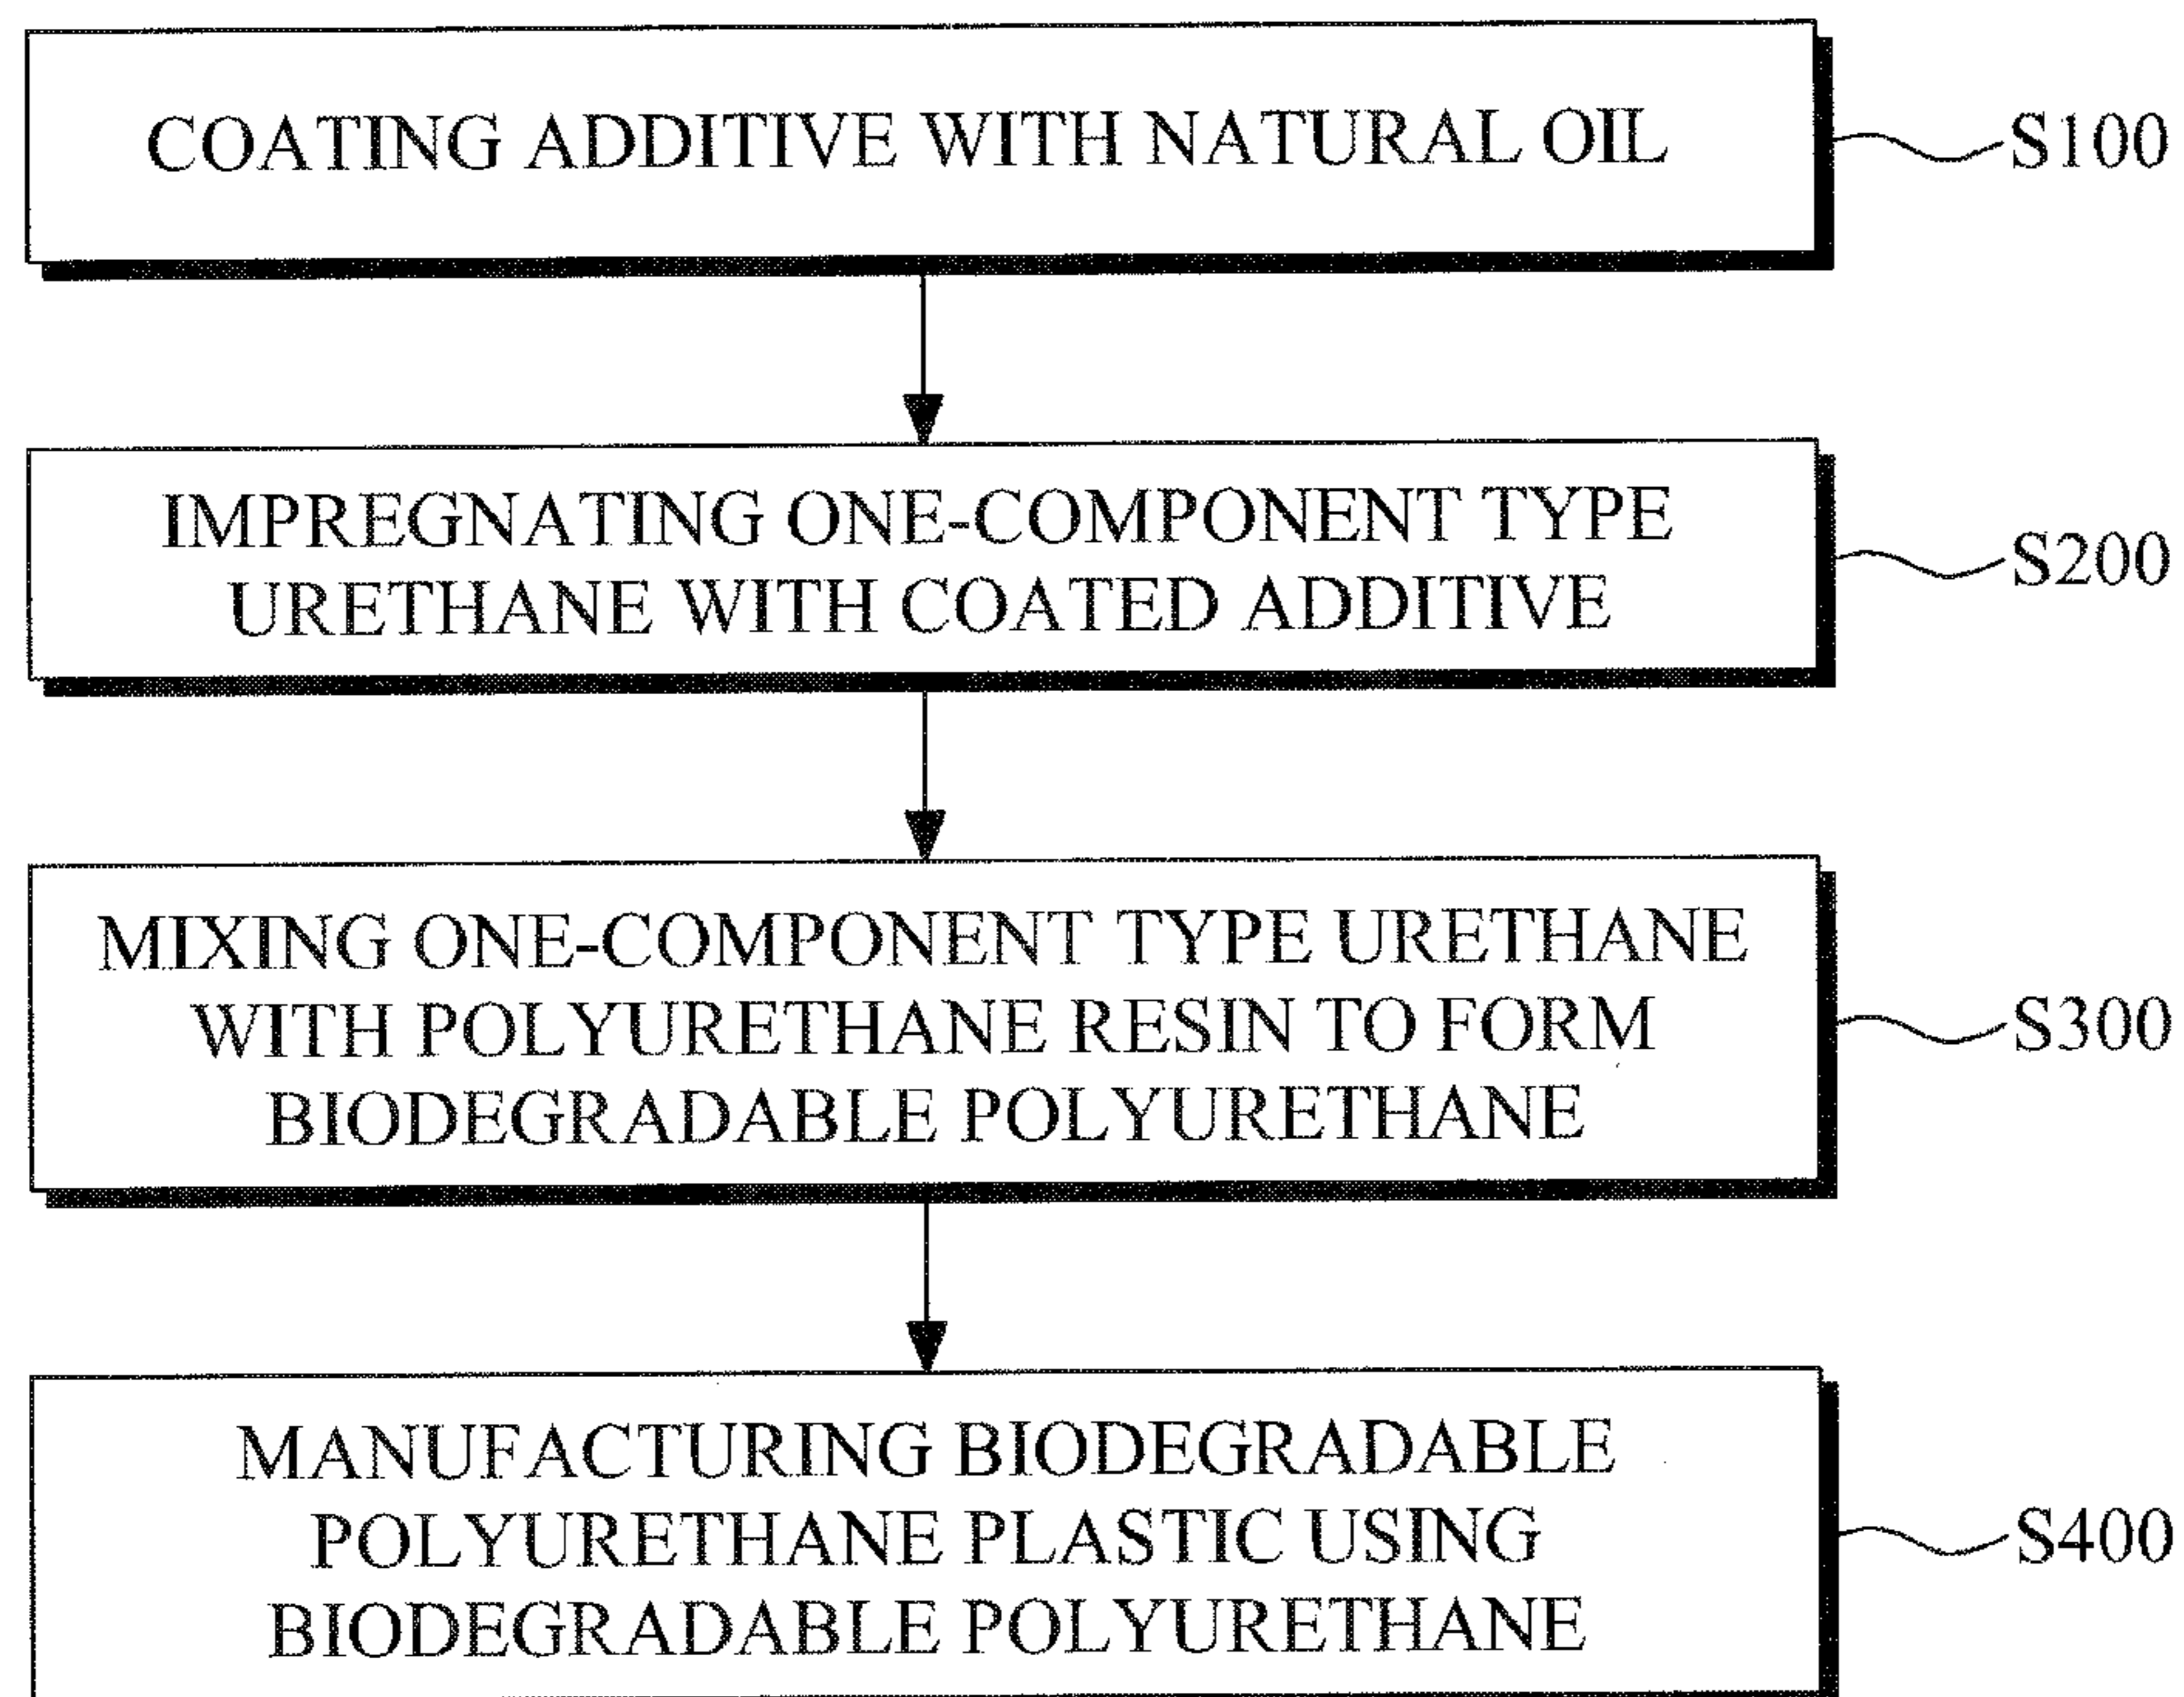 COATING ADDITIVE WITH NATURAL OIL
S100
IMPREGNATING ONE-COMPONENT TYPE
URETHANE WITH COATED ADDITIVE
S200
MIXING ONE-COMPONENT TYPE URETHANE
WITH POLYURETHANE RESIN TO FORM
BIODEGRADABLE POLYURETHANE
S300
MANUFACTURING BIODEGRADABLE
POLYURETHANE PLASTIC USING
BIODEGRADABLE POLYURETHANE
S400